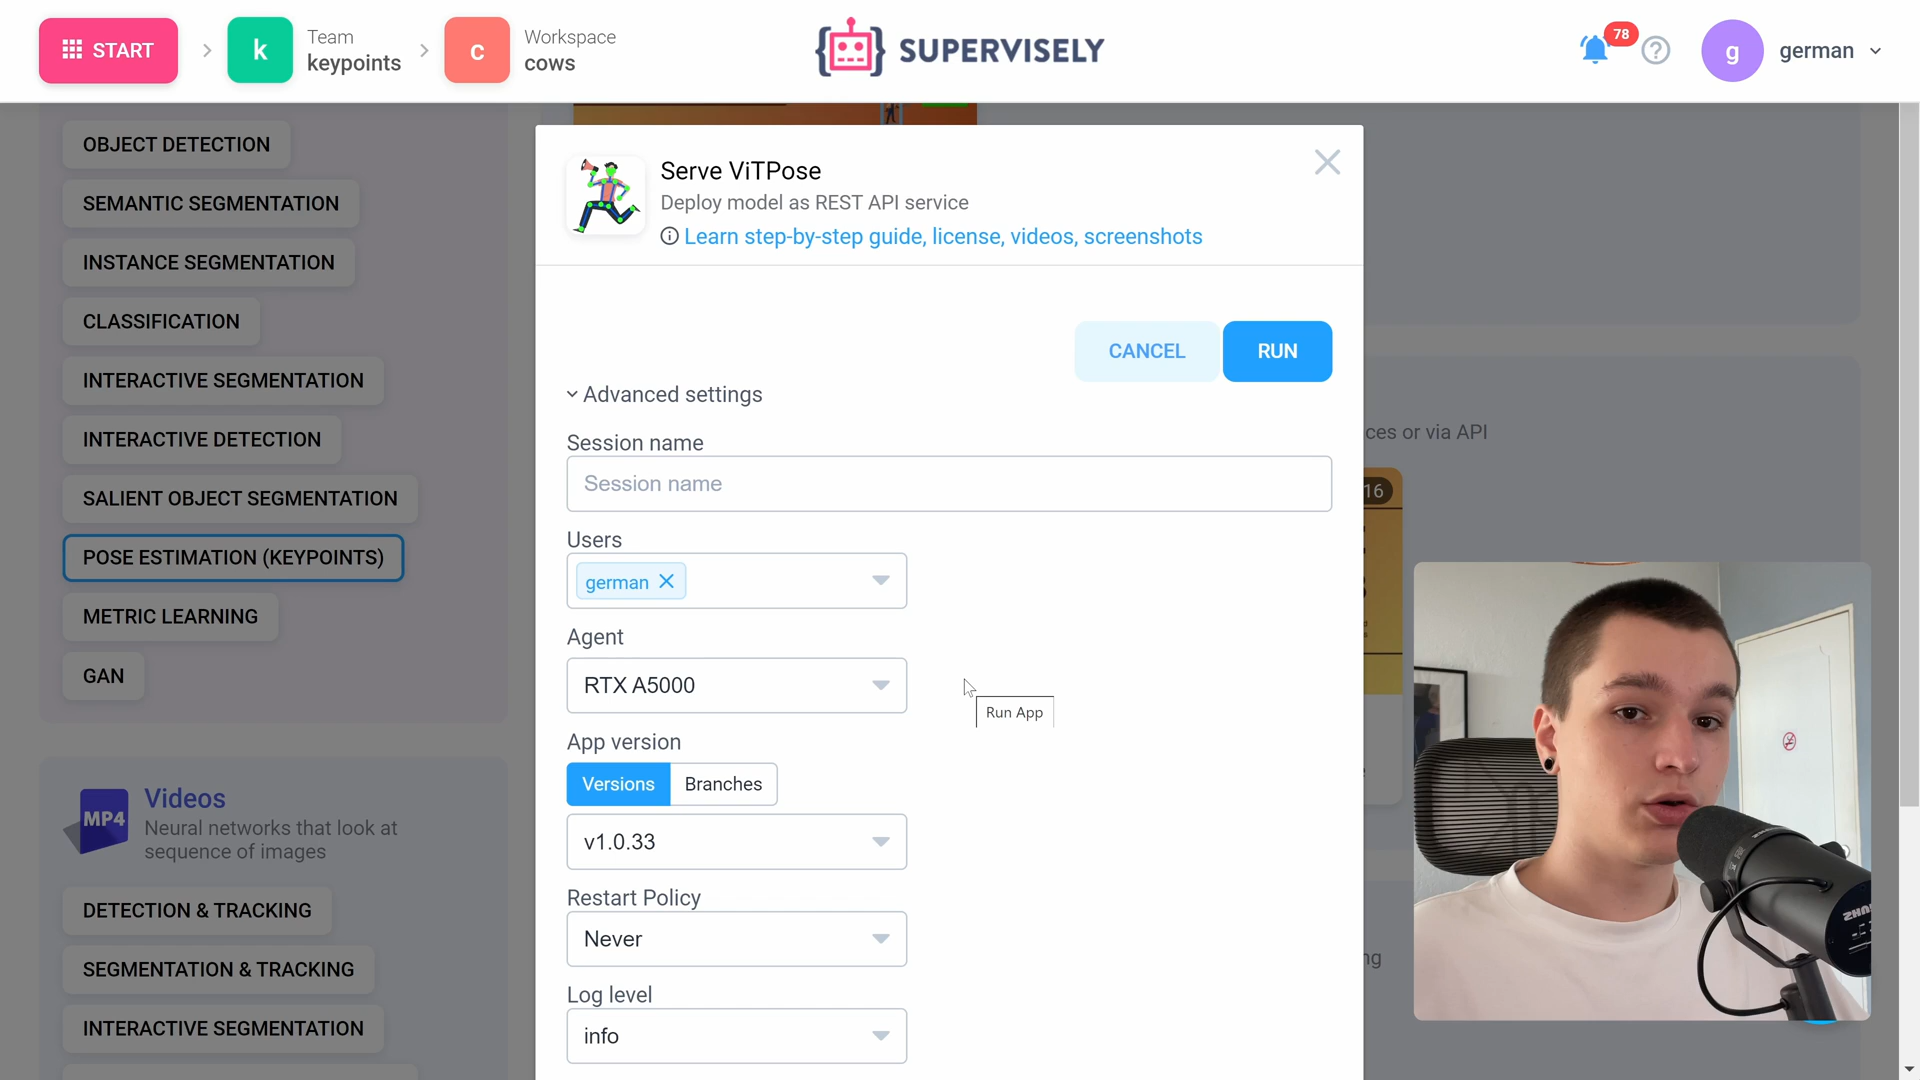 START
k
Team
keypoints
c
Workspace
cows
SUPERVISELY
78
g
german
OBJECT DETECTION
SEMANTIC SEGMENTATION
INSTANCE SEGMENTATION
CLASSIFICATION
INTERACTIVE SEGMENTATION
INTERACTIVE DETECTION
SALIENT OBJECT SEGMENTATION
POSE ESTIMATION (KEYPOINTS)
METRIC LEARNING
GAN
MP4
Videos
Neural networks that look at
sequence of images
DETECTION & TRACKING
SEGMENTATION & TRACKING
INTERACTIVE SEGMENTATION
Serve ViTPose
Deploy model as REST API service
Learn step-by-step guide, license, videos, screenshots
CANCEL
RUN
Advanced settings
Session name
Session name
Users
german
Agent
RTX A5000
Run App
App version
Versions
Branches
v1.0.33
Restart Policy
Never
Log level
info
ces or via API
16
ng